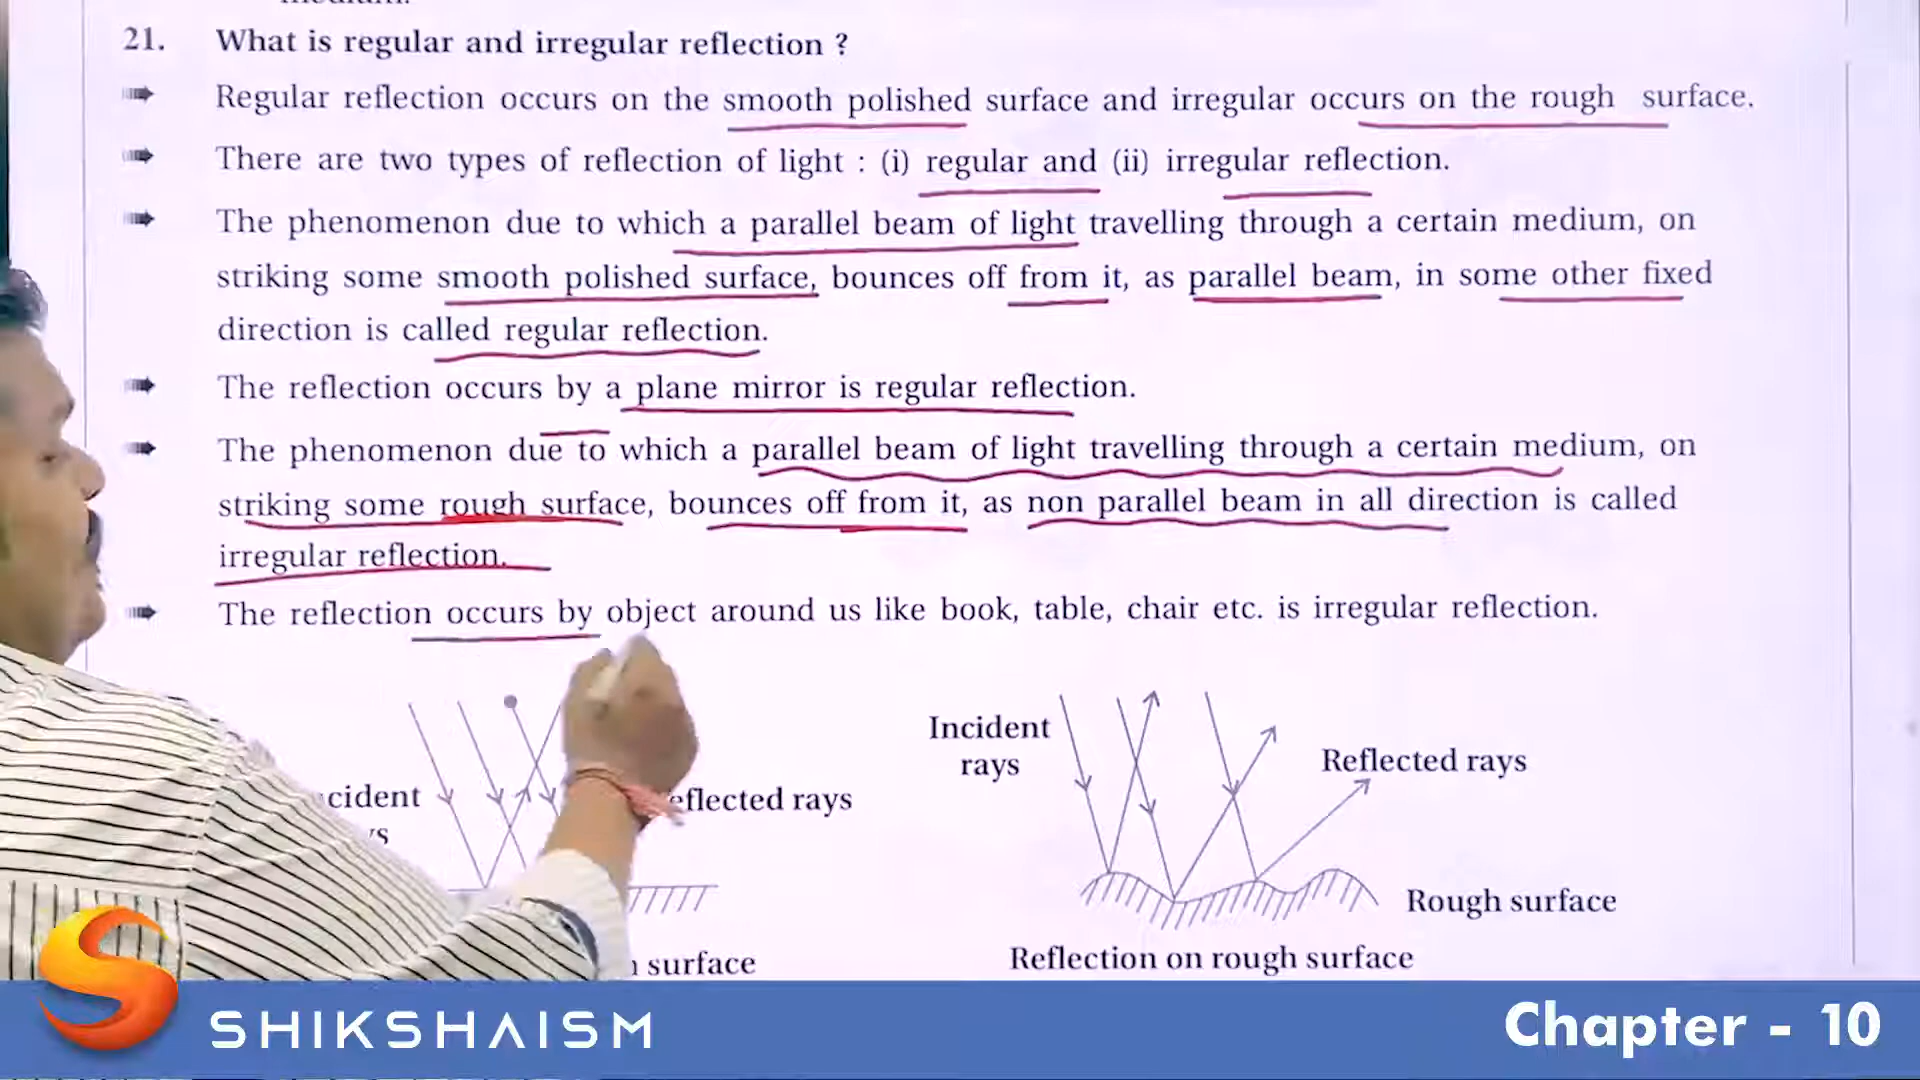 21. What is regular and irregular reflection ?
Regular reflection occurs on the smooth polished surface and irregular occurs on the rough surface.
There are two types of reflection of light : (i) regular and (ii) irregular reflection.
The phenomenon due to which a parallel beam of light travelling through a certain medium, on
striking some smooth polished surface, bounces off from it, as parallel beam, in some other fixed
direction is called regular reflection.
The reflection occurs by a plane mirror is regular reflection.
The phenomenon due to which a parallel beam of light travelling through a certain medium, on
striking some rough surface, bounces off from it, as non parallel beam in all direction is called
irregular reflection.
The reflection occurs by object around us like book, table, chair etc. is irregular reflection.
Incident
rays
Reflected rays
rays
surface
Rough surface
Reflection on rough surface
SHIKSHAISM
Chapter - 10